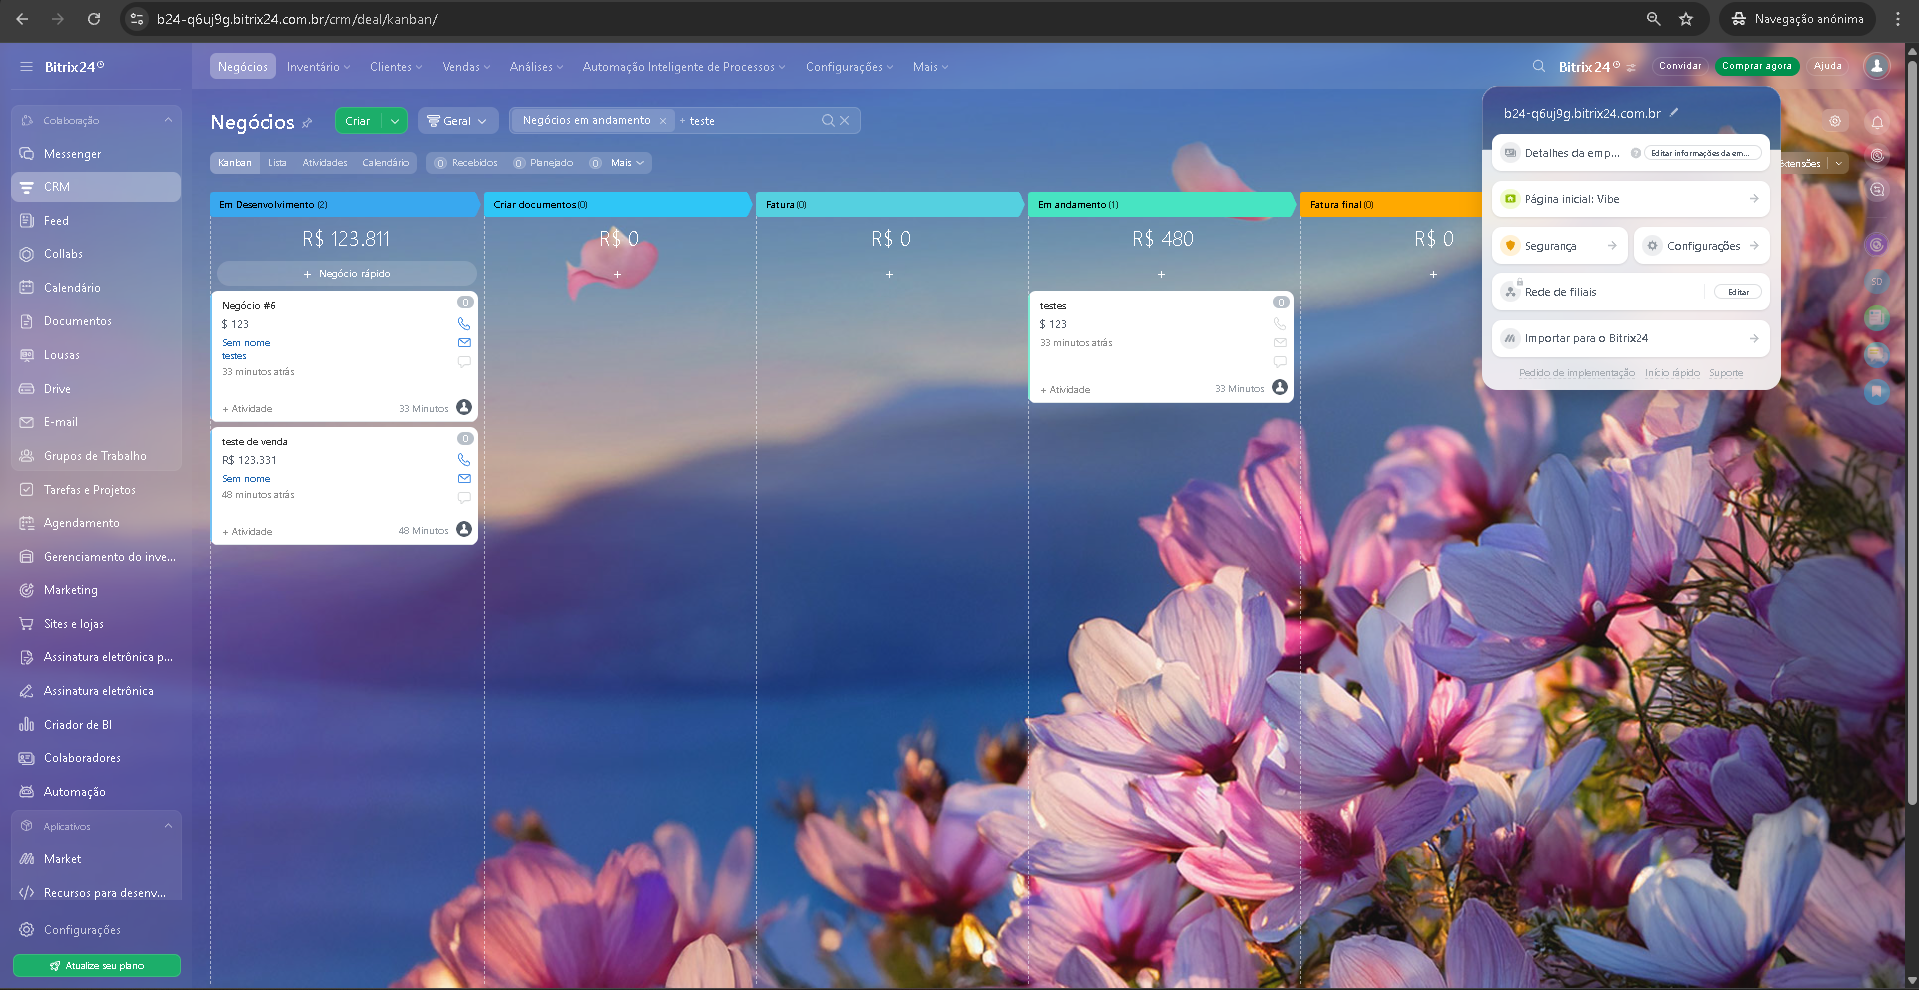 b24-q6uj9g.bitrix24.com.br/crm/deal/kanban/
Navegação anónima
Bitrix24
Negócios
Inventário
Clientes
Vendas
Análises
Automação Inteligente de Processos
Configurações
Mais
Bitrix 24
Convidar
Comprar agora
Ajuda
Colaboração
Messenger
CRM
Feed
Collabs
Calendário
Documentos
Lousas
Drive
E-mail
Grupos de Trabalho
Tarefas e Projetos
Agendamento
Gerenciamento do inve...
Marketing
Sites e lojas
Assinatura eletrônica p...
Assinatura eletrônica
Criador de BI
Colaboradores
Automação
Aplicativos
Market
Recursos para desenv...
Configurações
Atualize seu plano
Negócios
Criar
Geral
Negócios em andamento
+ teste
Kanban
Lista
Atividades
Calendário
0 Recebidos
0 Planejado
0 Mais
Em Desenvolvimento (2)
R$ 123.811
+ Negócio rápido
Negócio #6
0
$ 123
Sem nome
testes
33 minutos atrás
+ Atividade
33 Minutos
teste de venda
0
R$ 123.331
Sem nome
48 minutos atrás
+ Atividade
48 Minutos
Criar documentos (0)
R$ 0
+
Fatura (0)
R$ 0
+
Em andamento (1)
R$ 480
+
testes
0
$ 123
33 minutos atrás
+ Atividade
33 Minutos
Fatura final (0)
R$ 0
+
b24-q6uj9g.bitrix24.com.br
Detalhes da emp...
?
Editar informações da em...
Página inicial: Vibe
Segurança
Configurações
Rede de filiais
Editar
Importar para o Bitrix24
Pedido de implementação
Início rápido
Suporte
SD